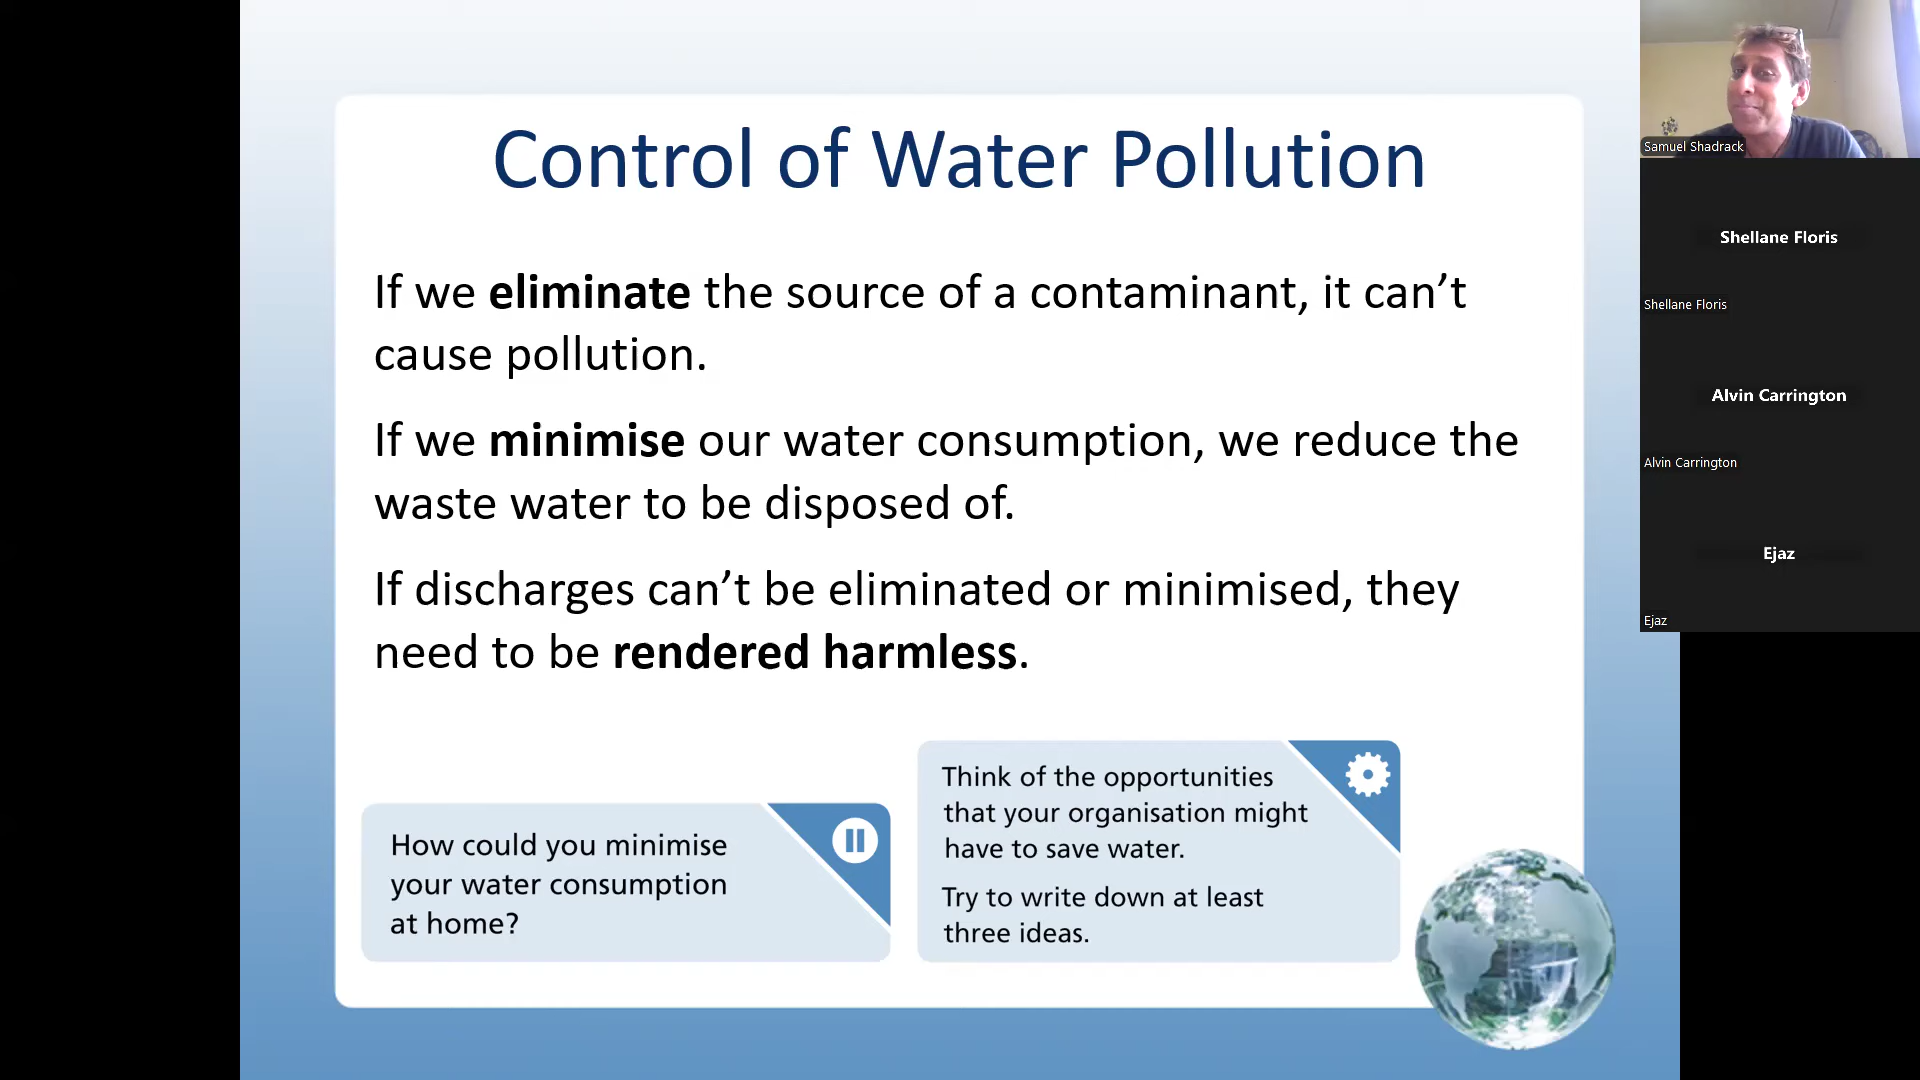 Control of Water Pollution
If we eliminate the source of a contaminant, it can’t
cause pollution.
If we minimise our water consumption, we reduce the
waste water to be disposed of.
If discharges can’t be eliminated or minimised, they
need to be rendered harmless.
How could you minimise
your water consumption
at home?
Think of the opportunities
that your organisation might
have to save water.
Try to write down at least
three ideas.
Samuel Shadrack
Shellane Floris
Shellane Floris
Alvin Carrington
Alvin Carrington
Ejaz
Ejaz